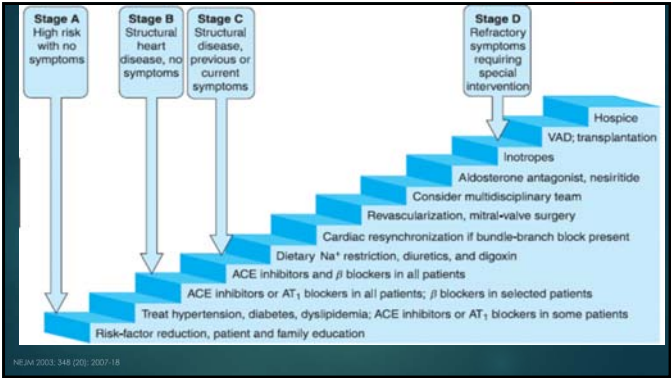 Stage A
High risk
with no
symptoms
Stage B
Structural
heart
disease, no
symptoms
Stage C
Structural
disease,
previous or
current
symptoms
Stage D
Refractory
symptoms
requiring
special
intervention
Hospice
VAD; transplantation
Inotropes
Aldosterone antagonist, nesiritide
Consider multidisciplinary team
Revascularization, mitral-valve surgery
Cardiac resynchronization if bundle-branch block present
Dietary Na⁺ restriction, diuretics, and digoxin
ACE inhibitors and β blockers in all patients
ACE inhibitors or AT₁ blockers in all patients; β blockers in selected patients
Treat hypertension, diabetes, dyslipidemia; ACE inhibitors or AT₁ blockers in some patients
Risk-factor reduction, patient and family education
NEJM 2003; 348 (20); 2007-18